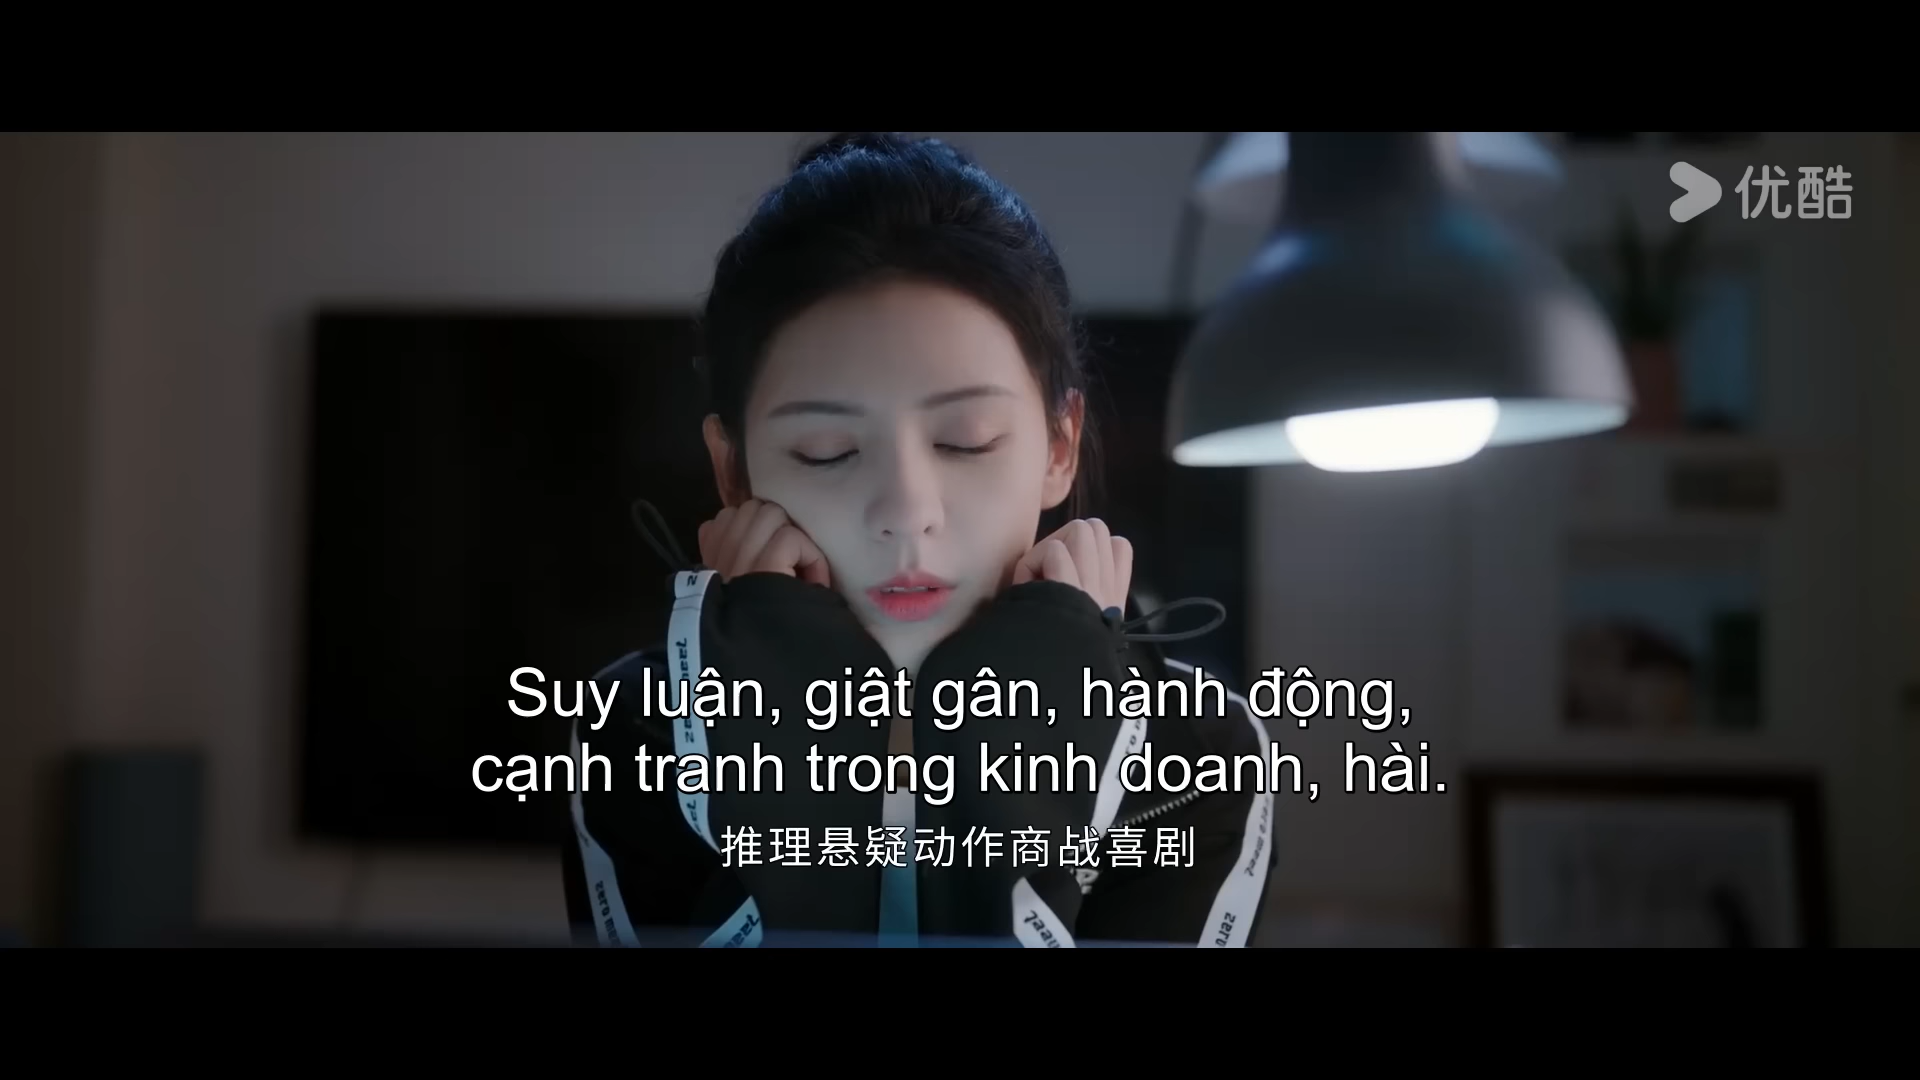 优酷
Suy luận, giật gân, hành động,
cạnh tranh trong kinh doanh, hài.
推理悬疑动作商战喜剧